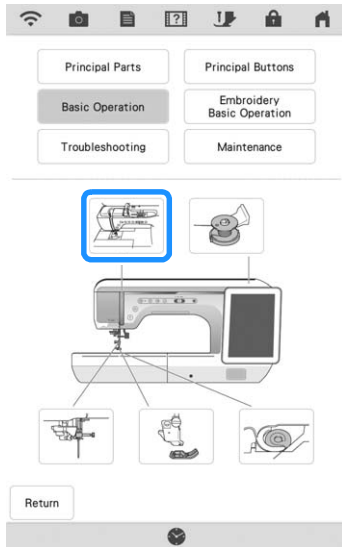 Principal Parts
Principal Buttons
Basic Operation
Embroidery
Basic Operation
Troubleshooting
Maintenance
Return